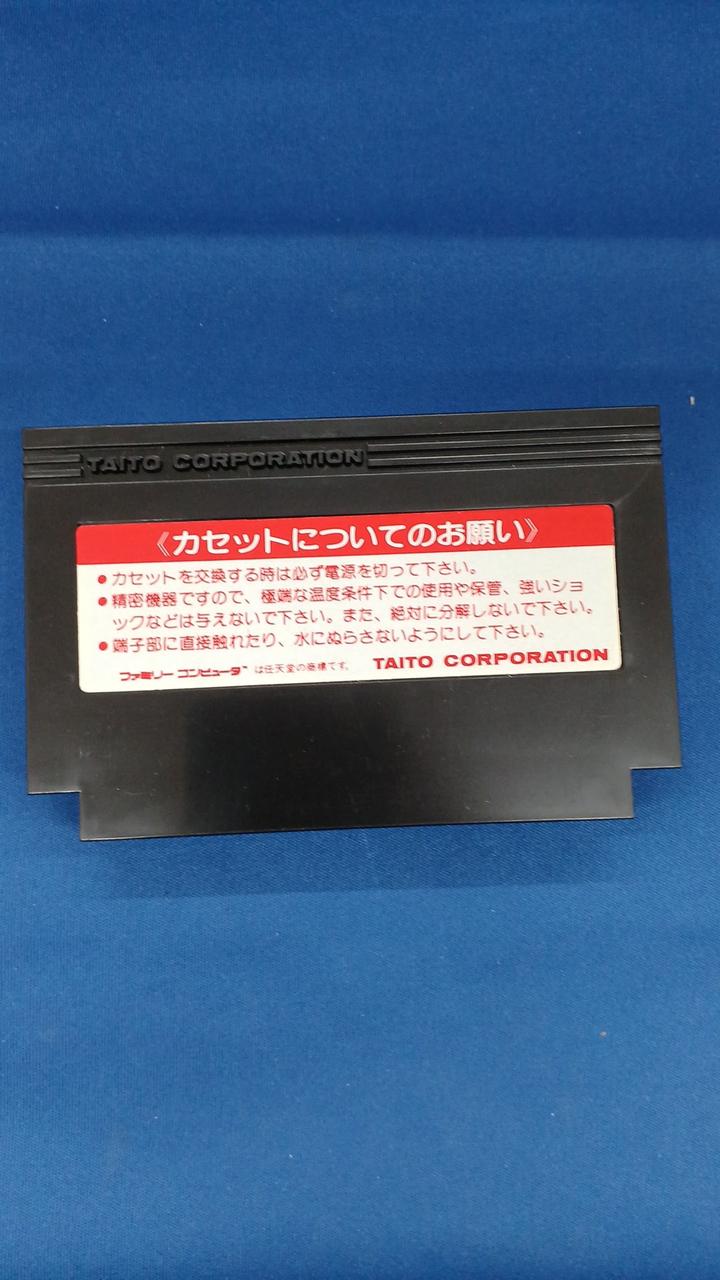 TAITO CORPORATION
《カセットについてのお願い》
●カセットを交換する時は必ず電源を切って下さい。
●精密機器ですので、極端な温度条件下での使用や保管、強いショ
ックなどは与えないで下さい。また、絶対に分解しないで下さい。
●端子部に直接触れたり、水にぬらさないようにして下さい。
ファミリーコンピュータ™は任天堂の商標です。 TAITO CORPORATION